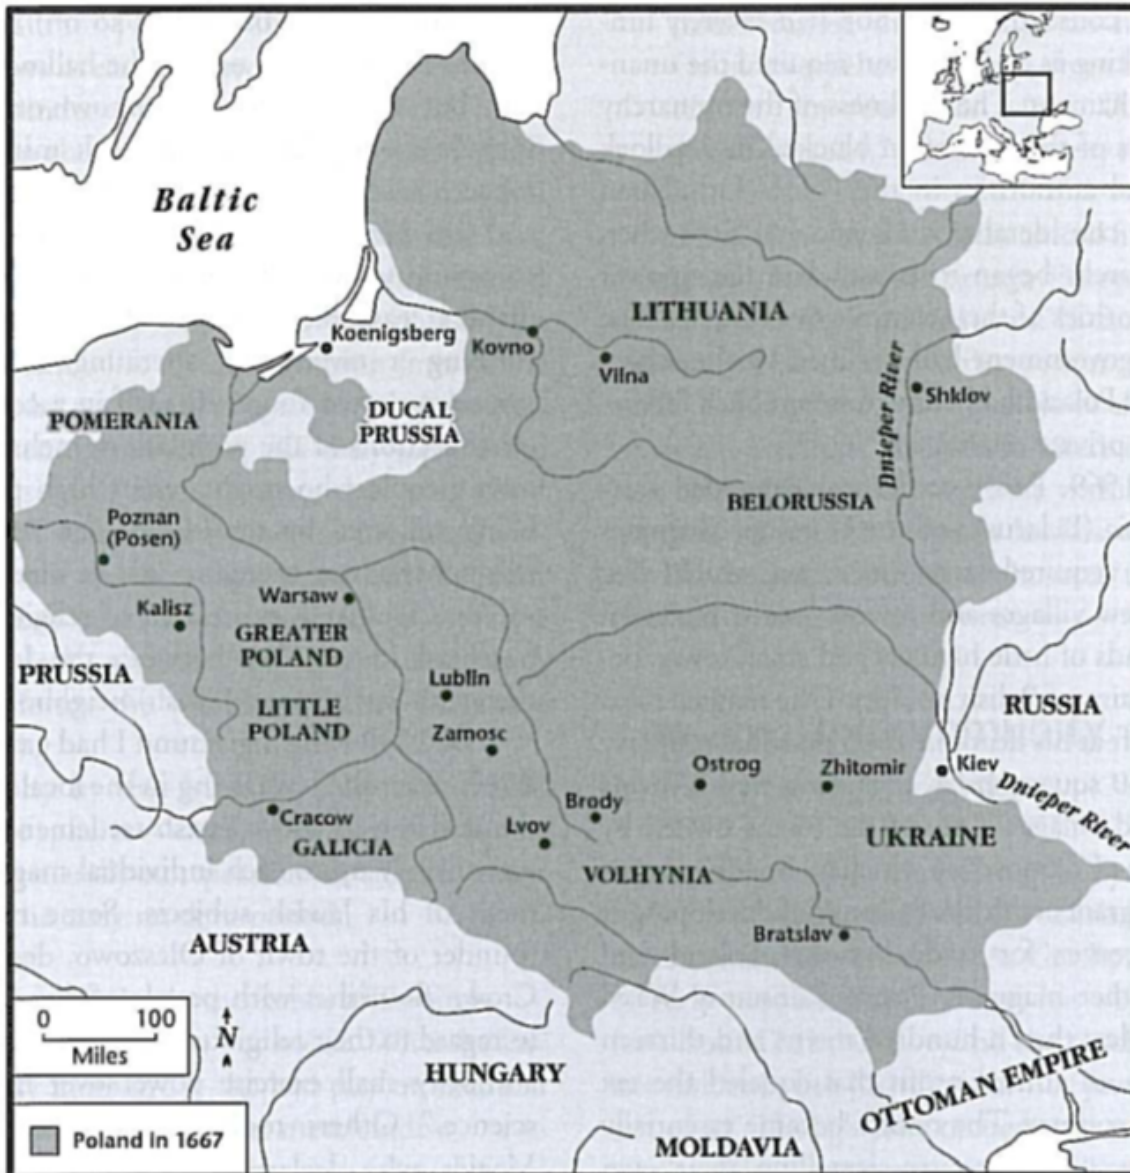 Baltic
Sea
Koenigsberg
Kovno
LITHUANIA
Vilna
Dnieper River
Shklov
POMERANIA
DUCAL
PRUSSIA
BELORUSSIA
Poznan
(Posen)
Kalisz
Warsaw
GREATER
POLAND
PRUSSIA
Lublin
LITTLE
POLAND
Zamosc
RUSSIA
Ostrog
Zhitomir
Kiev
Dnieper River
Brody
Cracow
Lvov
GALICIA
UKRAINE
VOLHYNIA
Bratslav
AUSTRIA
0 100
Miles
N
HUNGARY
OTTOMAN EMPIRE
MOLDAVIA
Poland in 1667